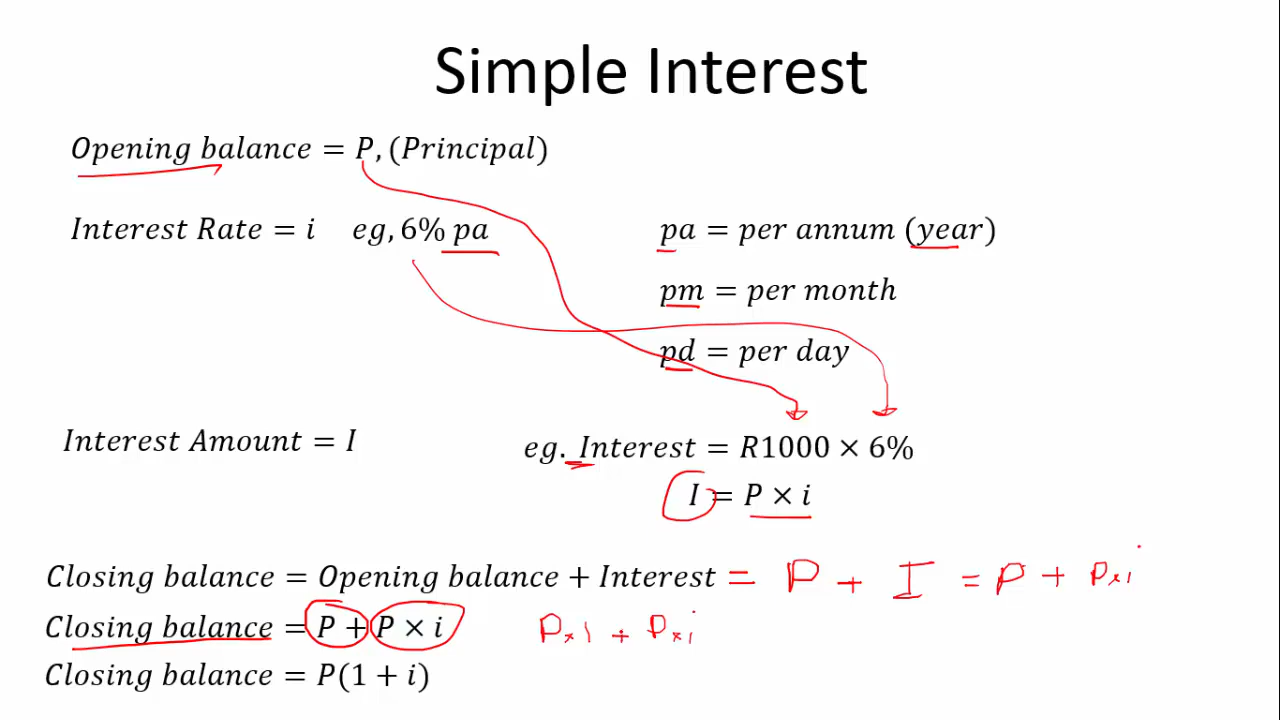 Simple Interest
Opening balance = P, (Principal)
Interest Rate = i eg, 6% pa
pa = per annum (year)
pm = per month
pd = per day
Interest Amount = I
eg. Interest = R1000 × 6%
I = P × i
Closing balance = Opening balance + Interest = P + I = P + P×i
Closing balance = P + P × i P×1 + P×i
Closing balance = P(1 + i)